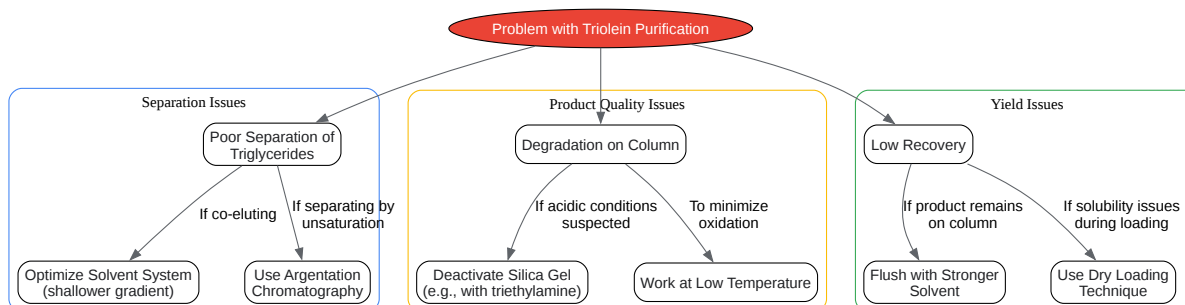 Problem with Triolein Purification
Separation Issues
Product Quality Issues
Yield Issues
Poor Separation of
Triglycerides
Degradation on Column
Low Recovery
If co-eluting
If separating by
unsaturation
If acidic conditions
suspected
To minimize
oxidation
If product remains
on column
If solubility issues
during loading
Optimize Solvent System
(shallower gradient)
Use Argentation
Chromatography
Deactivate Silica Gel
(e.g., with triethylamine)
Work at Low Temperature
Flush with Stronger
Solvent
Use Dry Loading
Technique